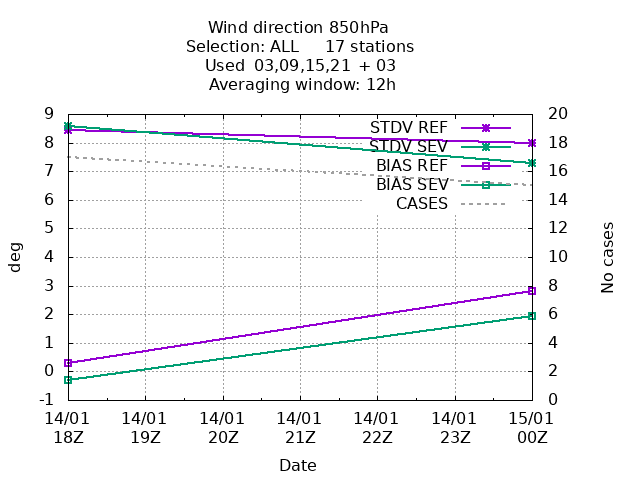 Wind direction 850hPa
Selection: ALL 17 stations
Used 03,09,15,21 + 03
Averaging window: 12h
9 20
STDV REF
8 18
STDV SEV
BIAS REF
7 16
BIAS SEV
6 14
CASES
5 12
4 10
3 8
2 6
1 4
0 2
-1 0
deg
No cases
14/01 14/01 14/01 14/01 14/01 14/01 15/01
18Z 19Z 20Z 21Z 22Z 23Z 00Z
Date